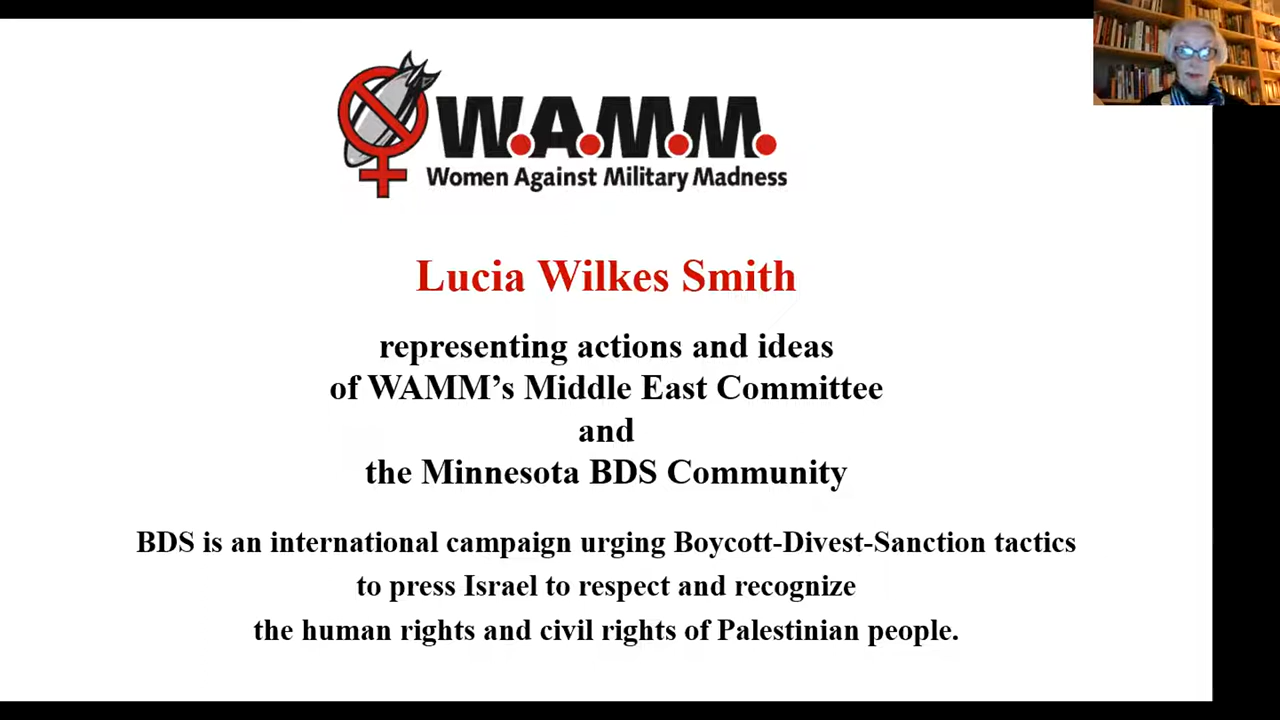 W.A.M.M.
Women Against Military Madness
Lucia Wilkes Smith
representing actions and ideas
of WAMM’s Middle East Committee
and
the Minnesota BDS Community
BDS is an international campaign urging Boycott-Divest-Sanction tactics
to press Israel to respect and recognize
the human rights and civil rights of Palestinian people.